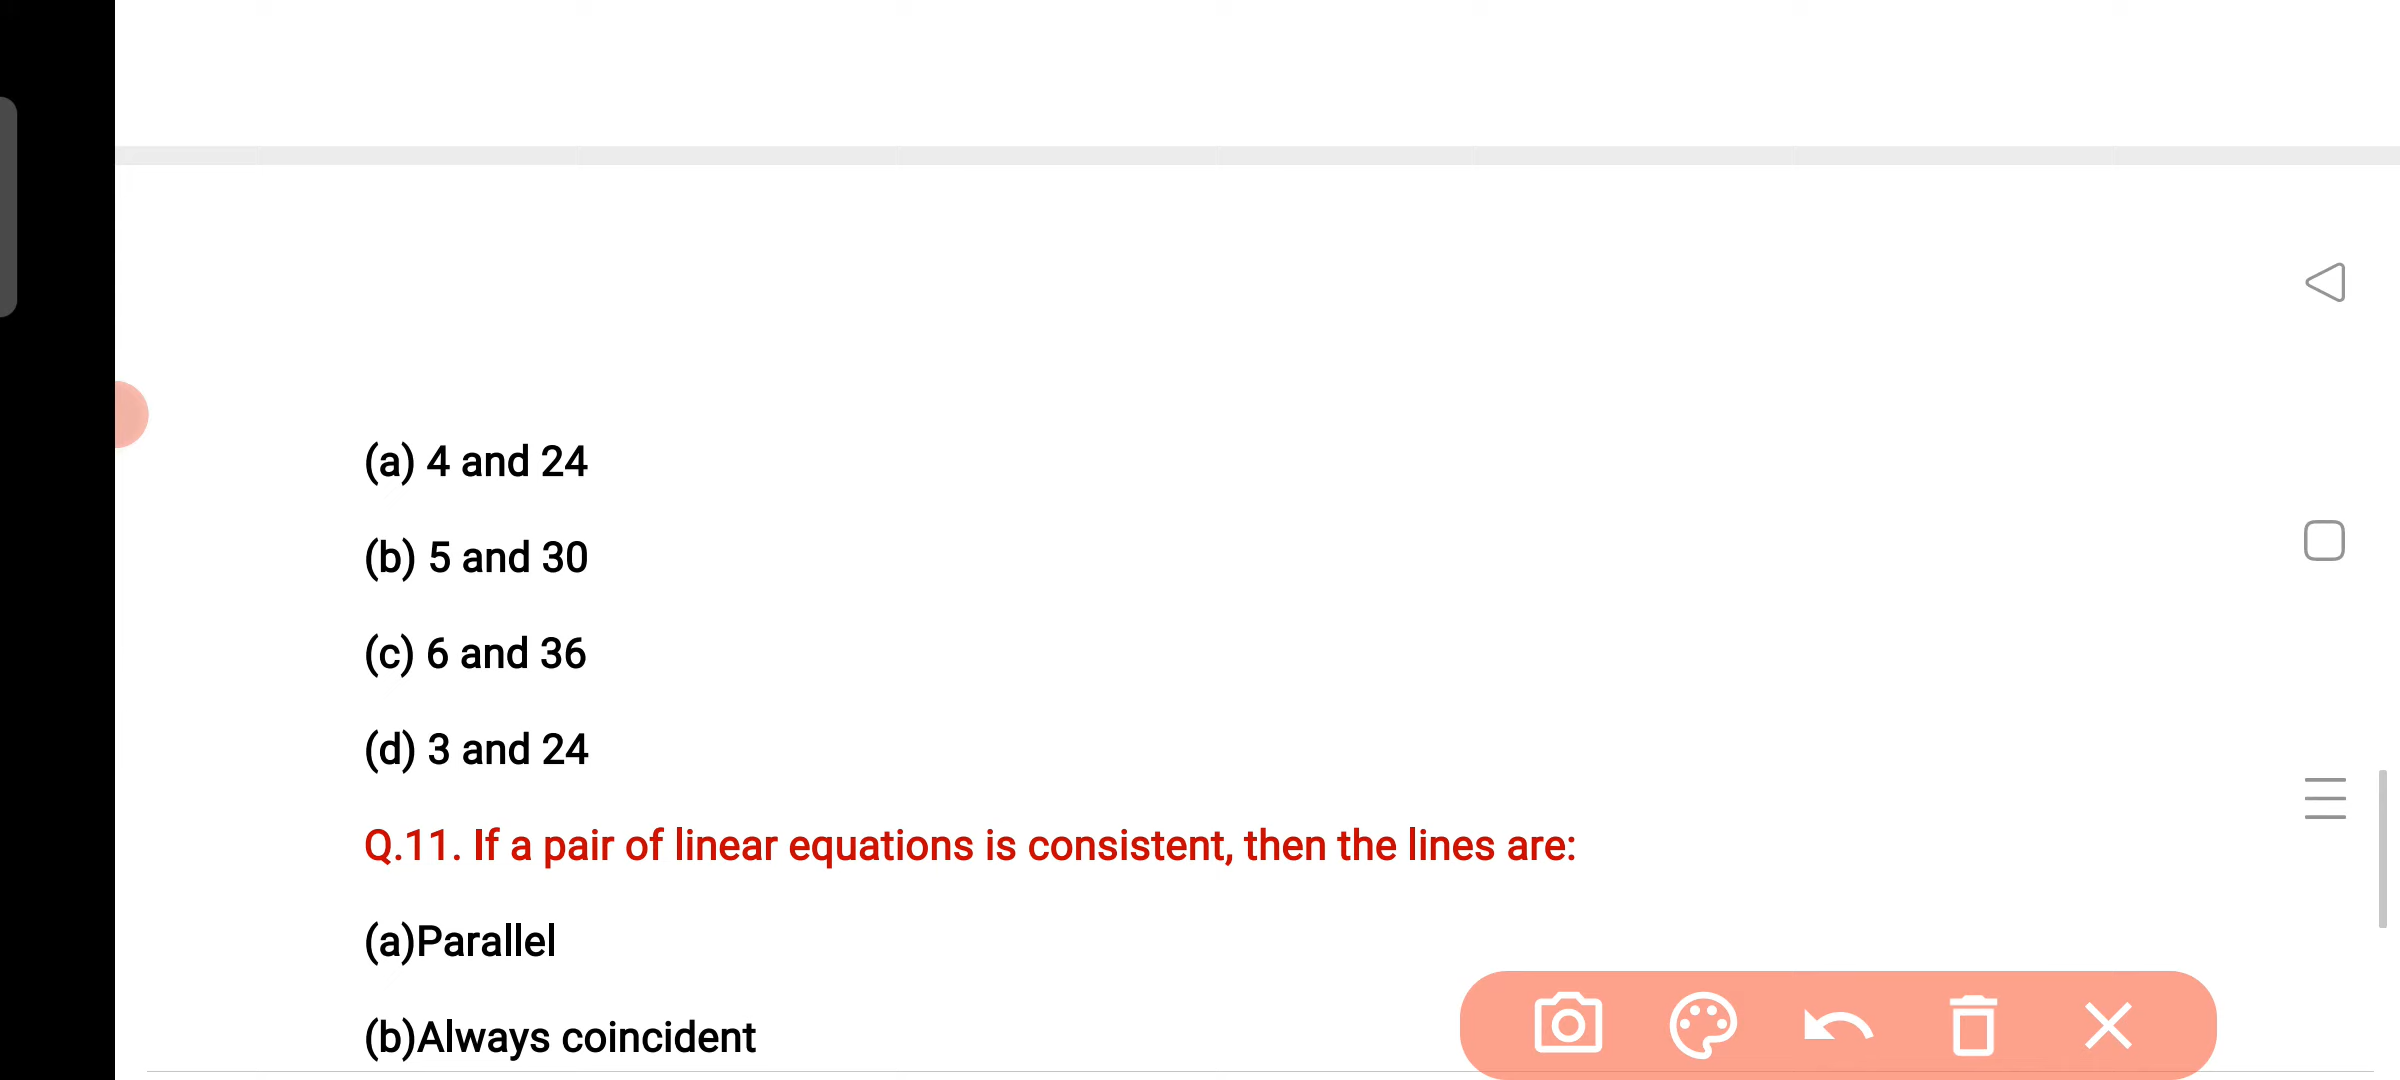 (a) 4 and 24
(b) 5 and 30
(c) 6 and 36
(d) 3 and 24
Q.11. If a pair of linear equations is consistent, then the lines are:
(a)Parallel
(b)Always coincident